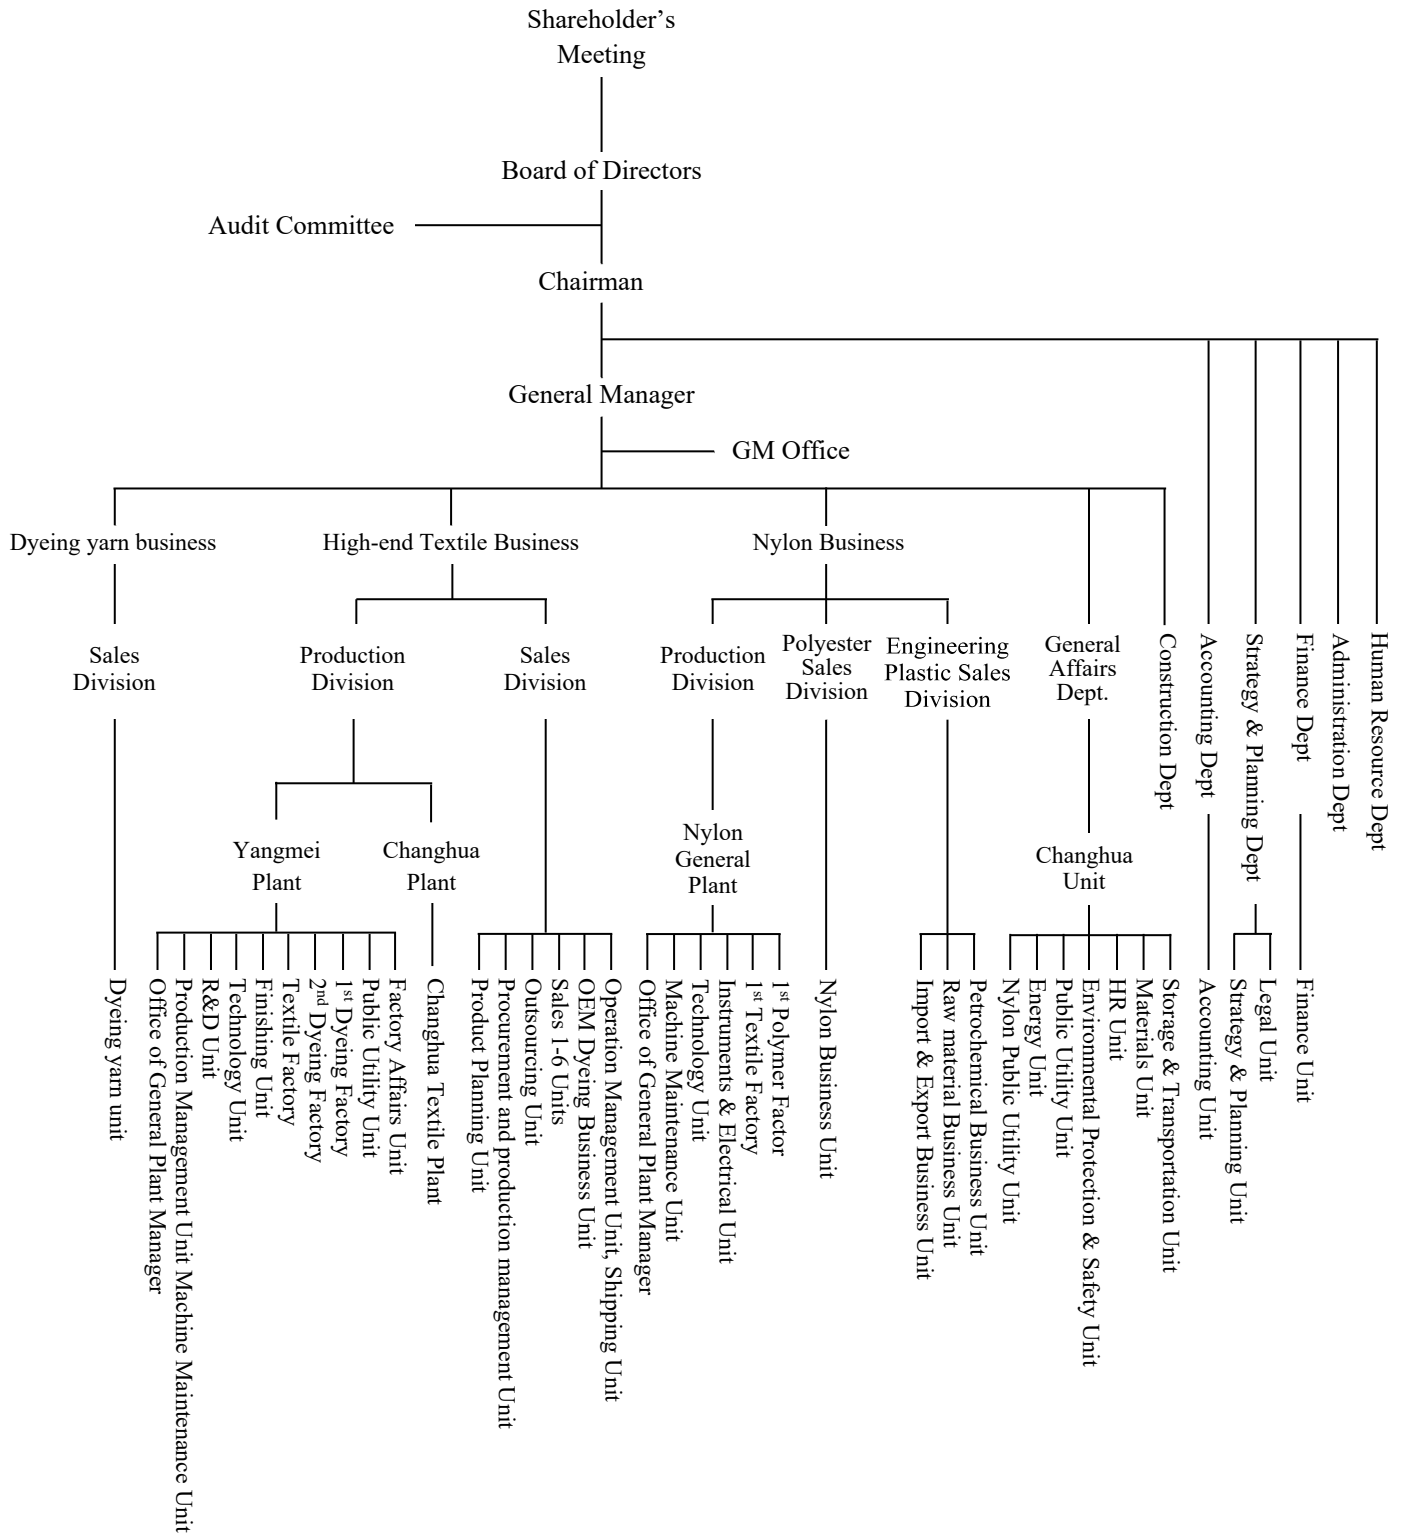 Shareholder’s
Meeting
Board of Directors
Audit Committee
Chairman
General Manager
GM Office
Dyeing yarn business
High-end Textile Business
Nylon Business
Sales
Division
Production
Division
Sales
Division
Production
Division
Polyester
Sales
Division
Engineering
Plastic Sales
Division
General
Affairs
Dept.
Construction Dept
Accounting Dept
Strategy & Planning Dept
Finance Dept
Administration Dept
Human Resource Dept
Yangmei
Plant
Changhua
Plant
Nylon
General
Plant
Changhua
Unit
Dyeing yarn unit
Office of General Plant Manager
Production Management Unit Machine Maintenance Unit
R&D Unit
Technology Unit
Finishing Unit
Textile Factory
2nd Dyeing Factory
1st Dyeing Factory
Public Utility Unit
Factory Affairs Unit
Changhua Textile Plant
Product Planning Unit
Procurement and production management Unit
Outsourcing Unit
Sales 1-6 Units
OEM Dyeing Business Unit
Operation Management Unit, Shipping Unit
Office of General Plant Manager
Machine Maintenance Unit
Technology Unit
Instruments & Electrical Unit
1st Textile Factory
1st Polymer Factor
Nylon Business Unit
Import & Export Business Unit
Raw material Business Unit
Petrochemical Business Unit
Nylon Public Utility Unit
Energy Unit
Public Utility Unit
Environmental Protection & Safety Unit
HR Unit
Materials Unit
Storage & Transportation Unit
Accounting Unit
Strategy & Planning Unit
Legal Unit
Finance Unit